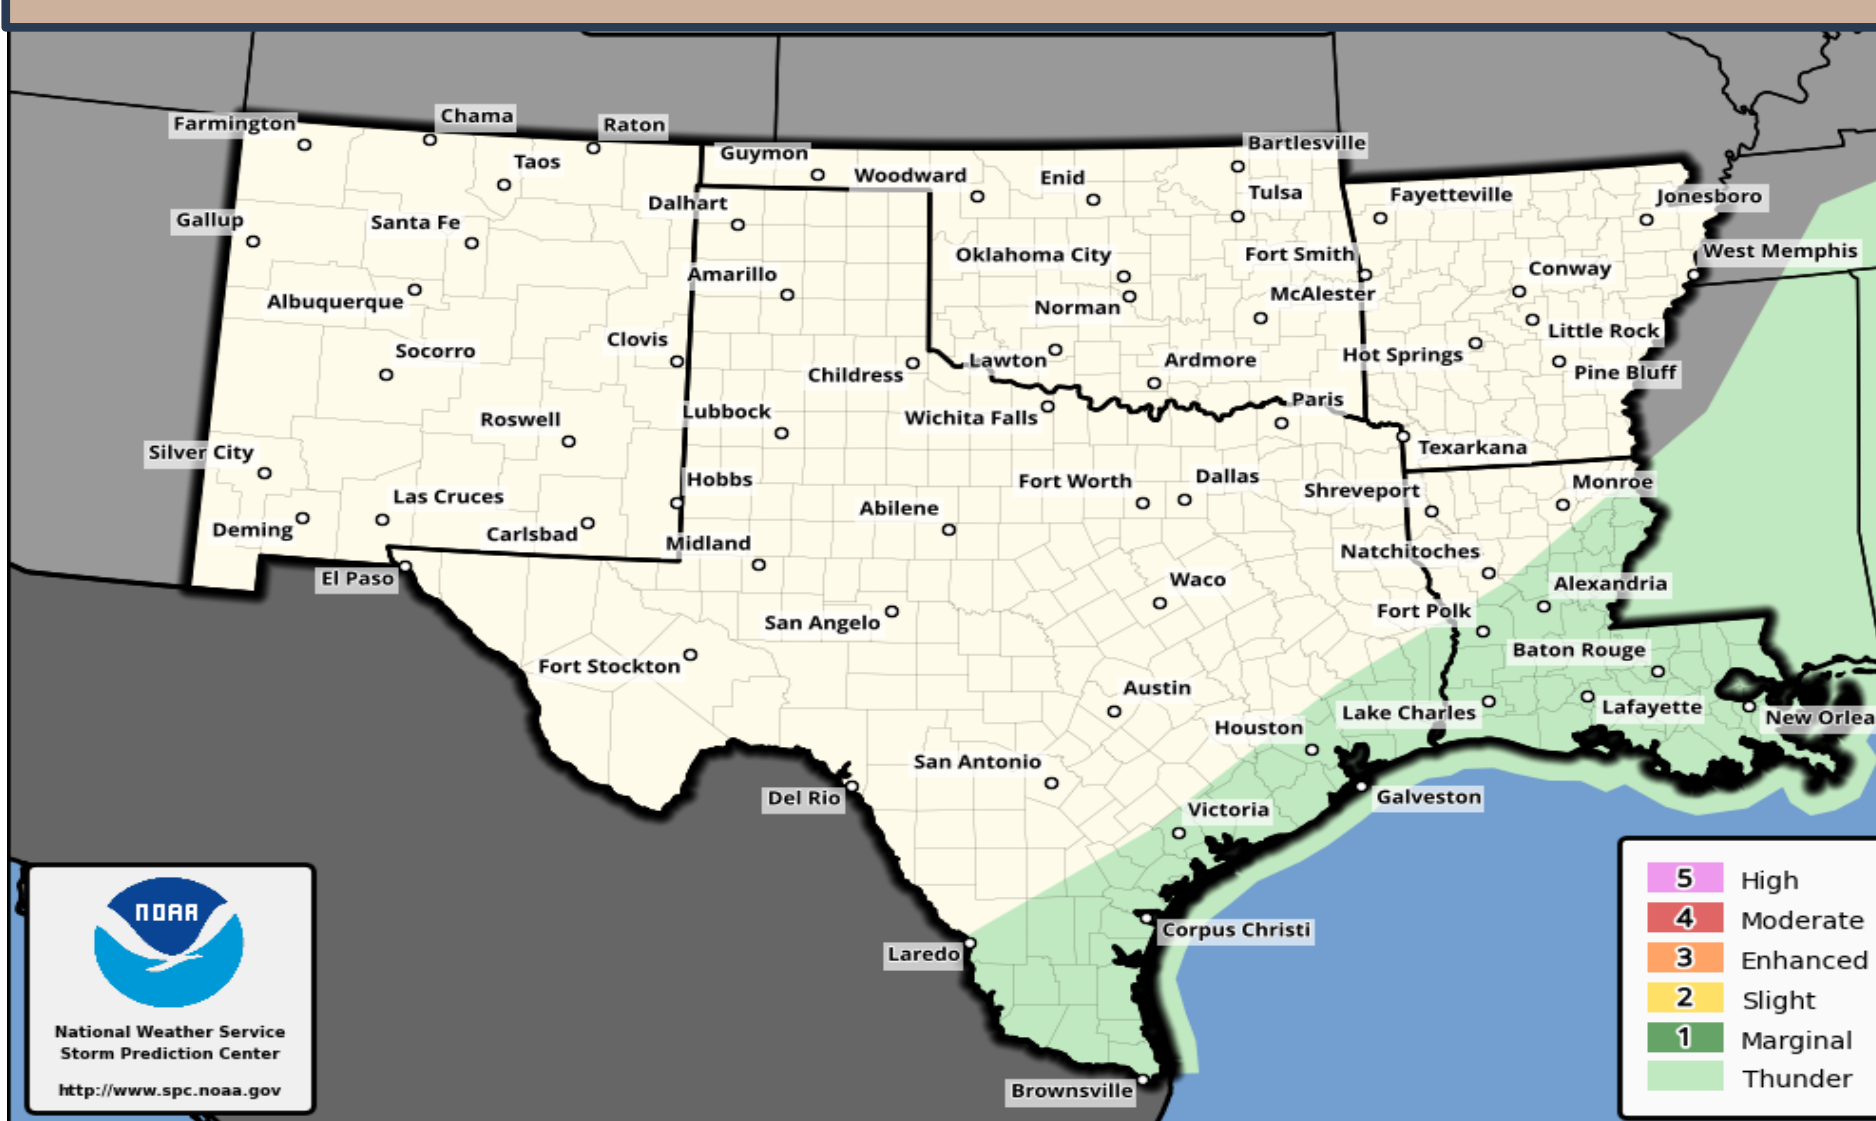 Farmington
Chama
Raton
Taos
Guymon
Woodward
Enid
Bartlesville
Tulsa
Fayetteville
Jonesboro
Gallup
Santa Fe
Dalhart
Amarillo
Oklahoma City
Fort Smith
Conway
West Memphis
Albuquerque
Norman
McAlester
Little Rock
Socorro
Clovis
Childress
Lawton
Ardmore
Hot Springs
Pine Bluff
Roswell
Lubbock
Wichita Falls
Paris
Texarkana
Silver City
Las Cruces
Hobbs
Fort Worth
Dallas
Shreveport
Monroe
Deming
Carlsbad
Midland
Abilene
Natchitoches
El Paso
San Angelo
Waco
Alexandria
Fort Polk
Fort Stockton
Baton Rouge
Austin
Houston
Lake Charles
Lafayette
New Orlea
San Antonio
Del Rio
Victoria
Galveston
Laredo
Corpus Christi
Brownsville
NOAA
National Weather Service
Storm Prediction Center
http://www.spc.noaa.gov
5 High
4 Moderate
3 Enhanced
2 Slight
1 Marginal
Thunder